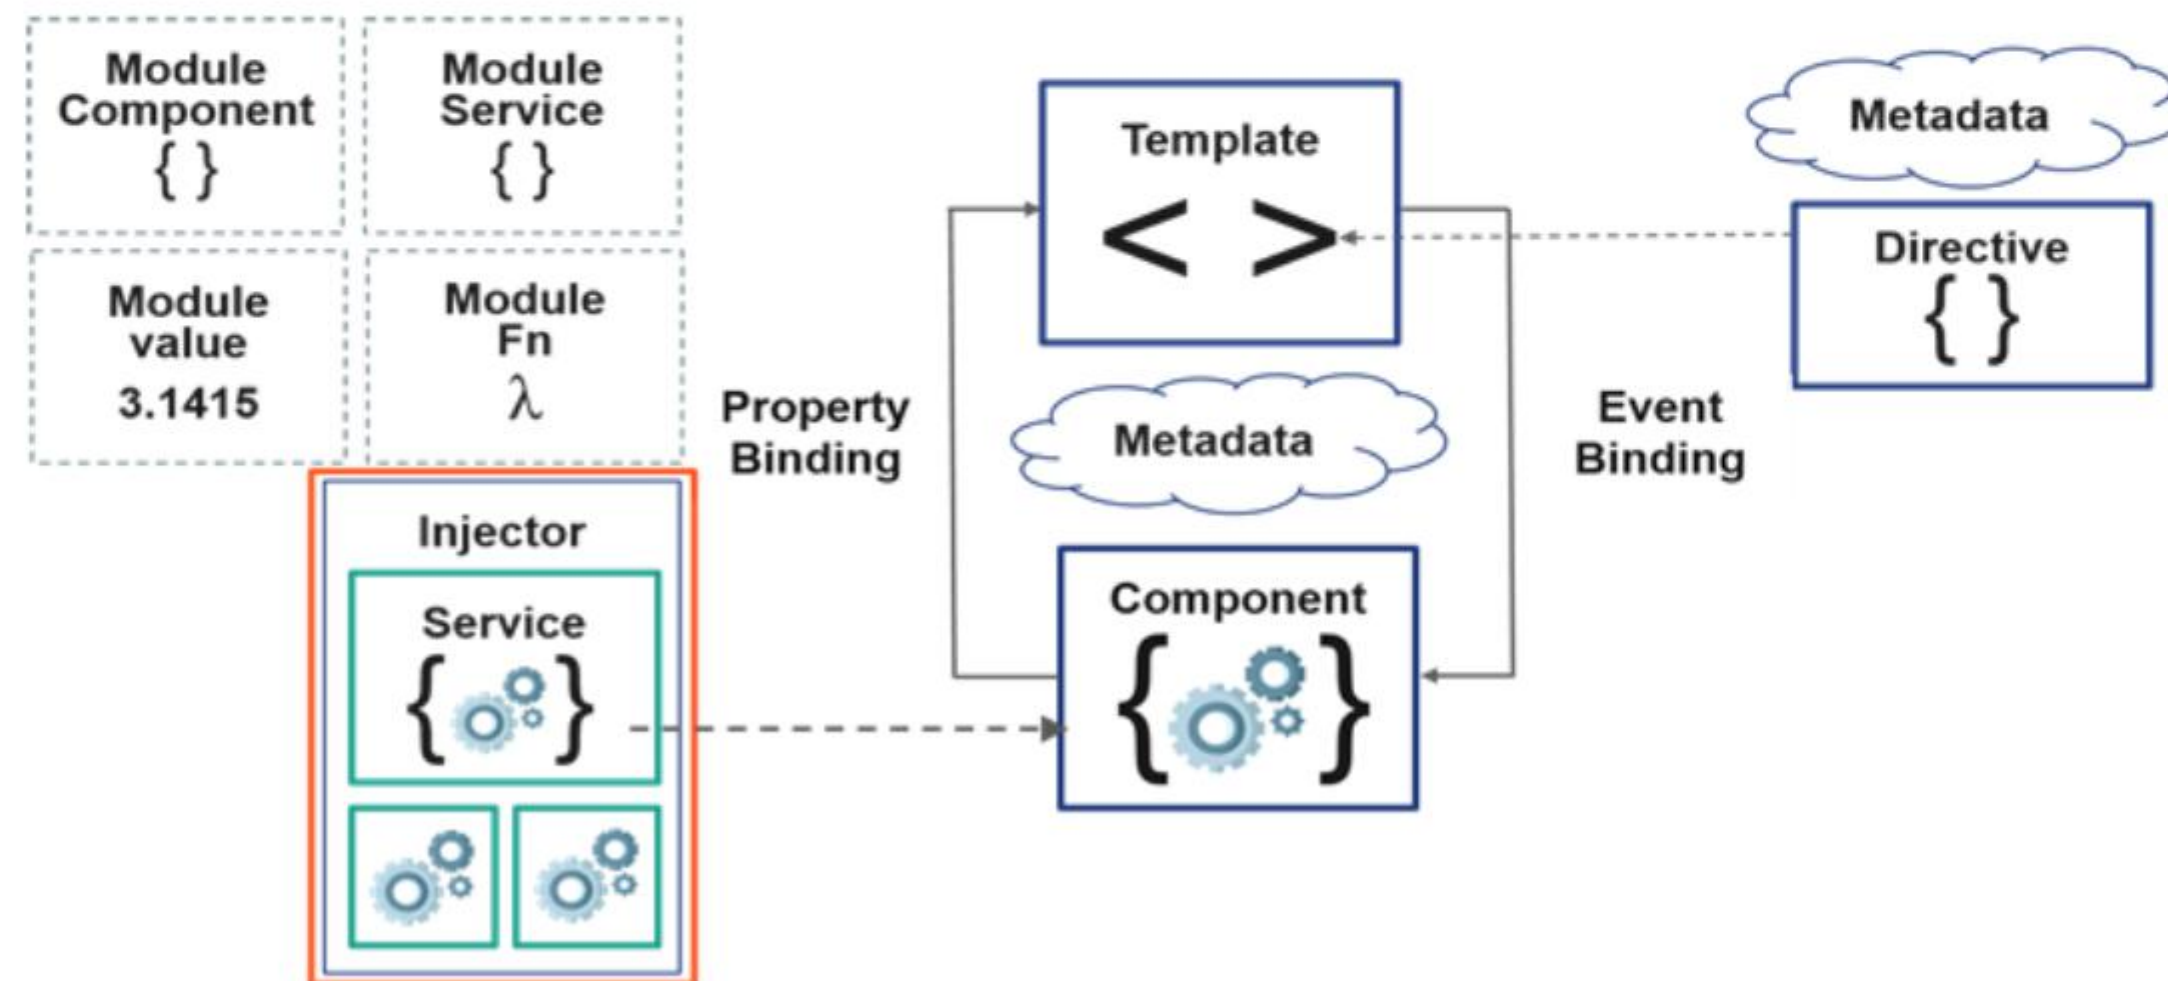 Module
Component
{ }
Module
Service
{ }
Module
value
3.1415
Module
Fn
λ
Injector
Service
{ }
Property
Binding
Template
< >
Metadata
Component
{ }
Event
Binding
Metadata
Directive
{ }